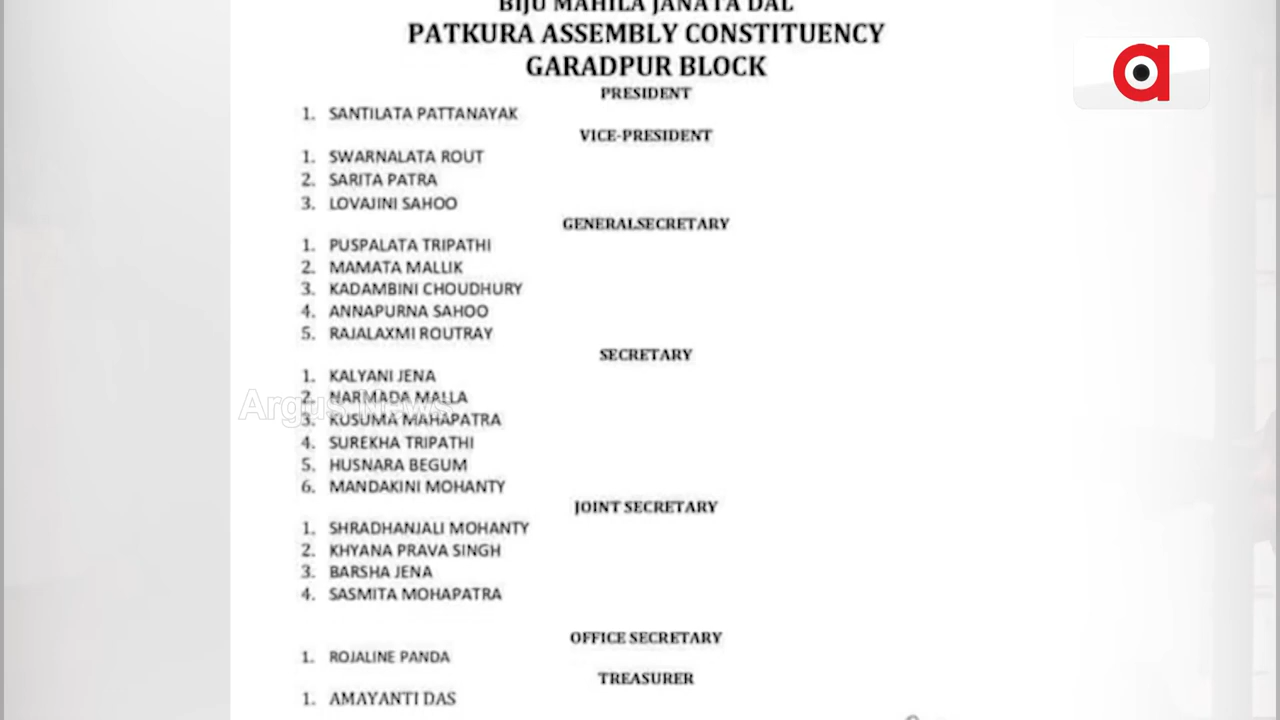 BIJU MAHILA JANATA DAL
PATKURA ASSEMBLY CONSTITUENCY
GARADPUR BLOCK
PRESIDENT
1. SANTILATA PATTANAYAK
VICE-PRESIDENT
1. SWARNALATA ROUT
2. SARITA PATRA
3. LOVAJINI SAHOO
GENERALSECRETARY
1. PUSPALATA TRIPATHI
2. MAMATA MALLIK
3. KADAMBINI CHOUDHURY
4. ANNAPURNA SAHOO
5. RAJALAXMI ROUTRAY
SECRETARY
1. KALYANI JENA
2. NARMADA MALLA
Argus News
3. KUSUMA MAHAPATRA
4. SUREKHA TRIPATHI
5. HUSNARA BEGUM
6. MANDAKINI MOHANTY
JOINT SECRETARY
1. SHRADHANJALI MOHANTY
2. KHYANA PRAVA SINGH
3. BARSHA JENA
4. SASMITA MOHAPATRA
OFFICE SECRETARY
1. ROJALINE PANDA
TREASURER
1. AMAYANTI DAS